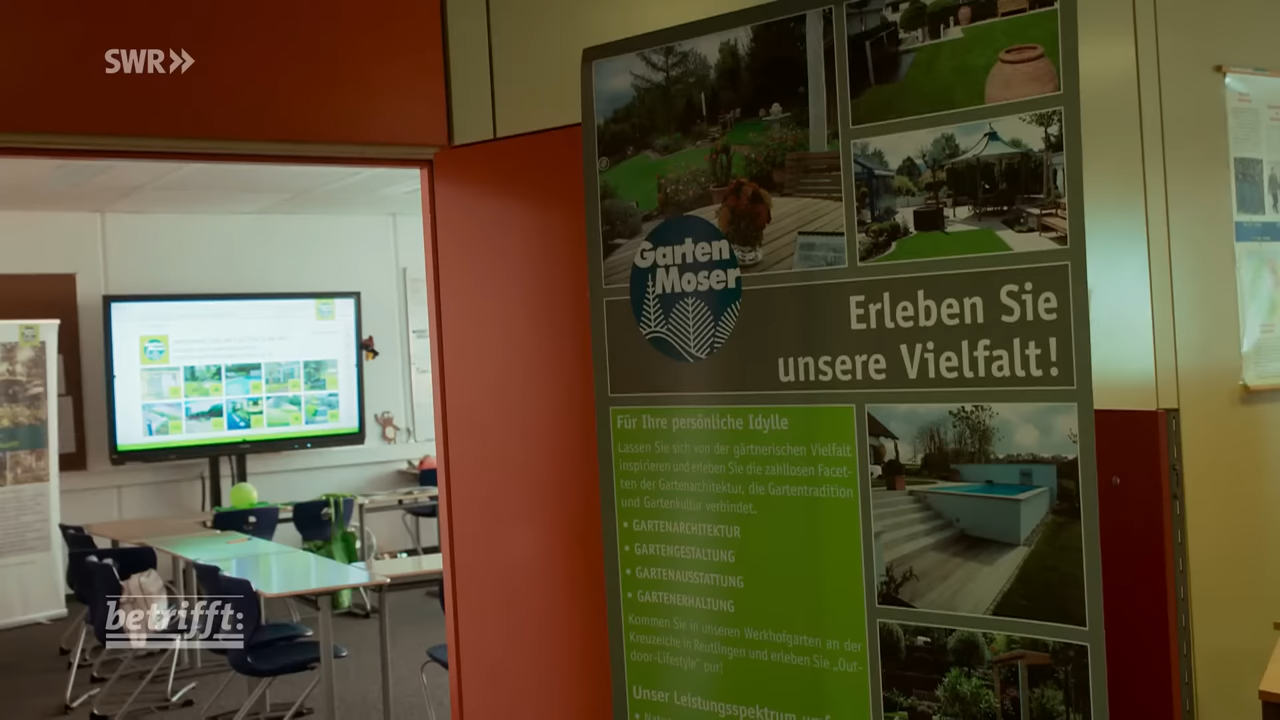 SWR
Garten
Moser
Erleben Sie
unsere Vielfalt!
Für Ihre persönliche Idylle
Lassen Sie sich von der gärtnerischen Vielfalt
inspirieren und erleben Sie die zahllosen Facet-
ten der Gartenarchitektur, die Gartentradition
und Gartenkultur verbindet.
• GARTENARCHITEKTUR
• GARTENGESTALTUNG
• GARTENAUSSTATTUNG
• GARTENERHALTUNG
Kommen Sie in unseren Werkhofgarten an der
Kreuzeiche in Reutlingen und erleben Sie „Out-
door-Lifestyle" pur!
Unser Leistungsspektrum
betrifft: